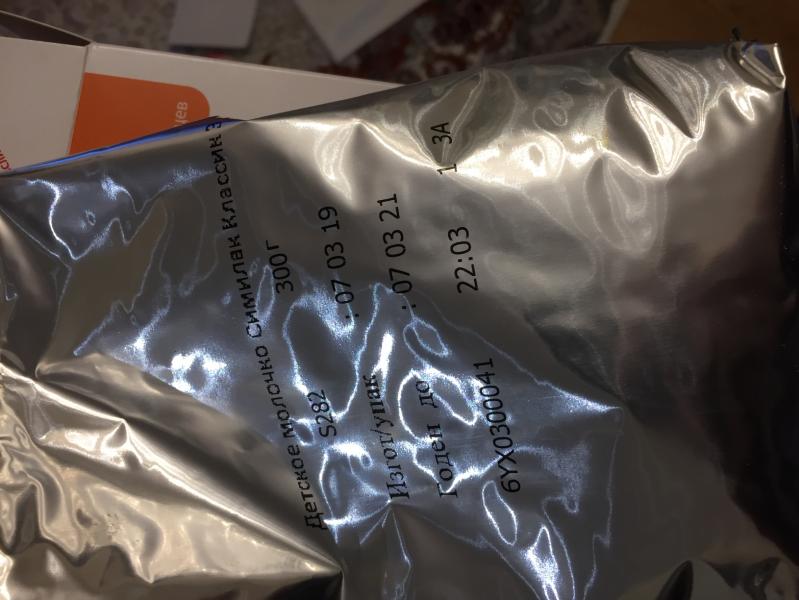 Детское молочко Симилак Классик 3
S282 300г
Изгот/упак : 07 03 19
Годен до : 07 03 21
6YX0300041 22:03 1 3A
цев